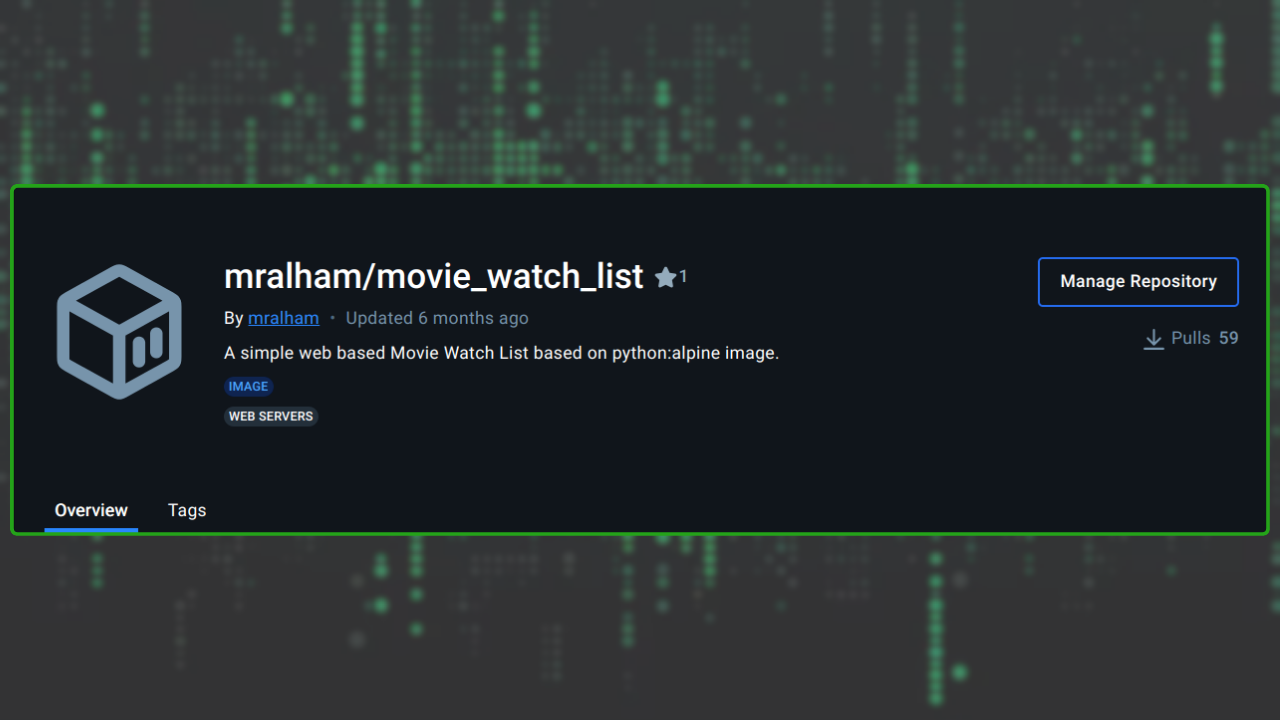 mralham/movie_watch_list ★1
Manage Repository
By mralham • Updated 6 months ago
Pulls 59
A simple web based Movie Watch List based on python:alpine image.
IMAGE
WEB SERVERS
Overview Tags